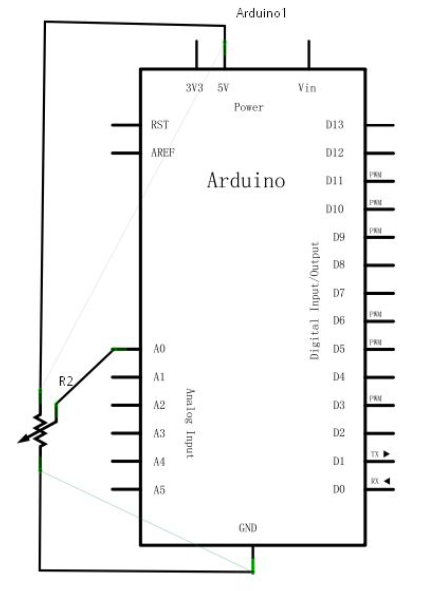 Arduino1
3V3 5V Vin
Power
RST D13
AREF D12
Arduino
D11 PWM
D10 PWM
D9 PWM
D8
D7
D6 PWM
Digital Input/Output
A0 D5 PWM
R2
A1 D4
A2 D3 PWM
Analog Input
A3 D2
A4 D1 TX
A5 D0 RX
GND